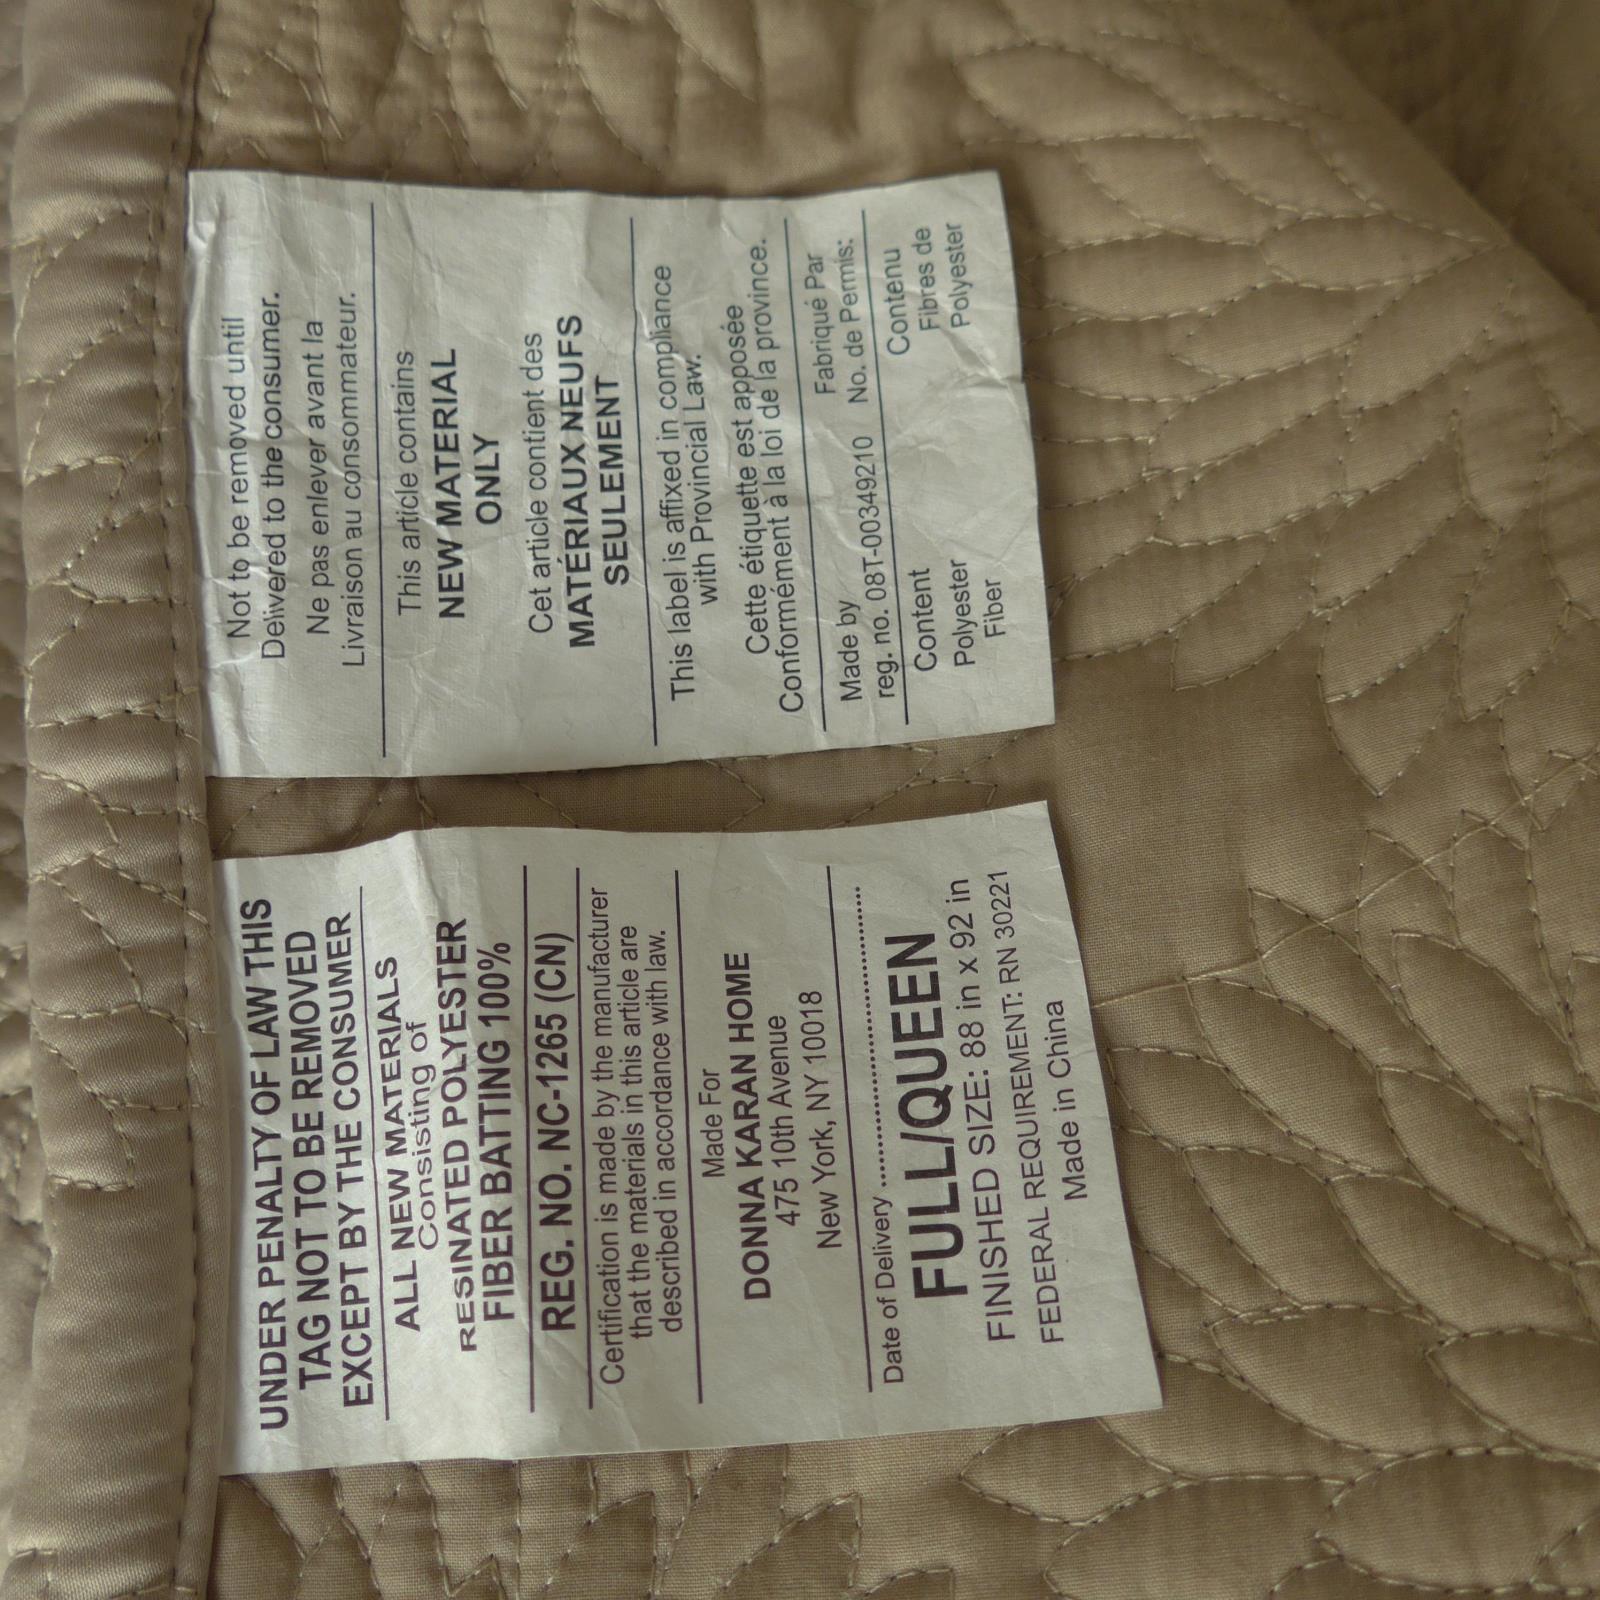 Not to be removed until
Delivered to the consumer.
Ne pas enlever avant la
Livraison au consommateur.
This article contains
NEW MATERIAL
ONLY
Cet article contient des
MATÉRIAUX NEUFS
SEULEMENT
This label is affixed in compliance
with Provincial Law.
Cette étiquette est apposée
Conformément à la loi de la province.
Made by Fabriqué Par
reg. no. 08T-00349210 No. de Permis:
Content Contenu
Polyester Fibres de
Fiber Polyester
UNDER PENALTY OF LAW THIS
TAG NOT TO BE REMOVED
EXCEPT BY THE CONSUMER
ALL NEW MATERIALS
Consisting of
RESINATED POLYESTER
FIBER BATTING 100%
REG. NO. NC-1265 (CN)
Certification is made by the manufacturer
that the materials in this article are
described in accordance with law.
Made For
DONNA KARAN HOME
475 10th Avenue
New York, NY 10018
Date of Delivery ..........................................
FULL/QUEEN
FINISHED SIZE: 88 in x 92 in
FEDERAL REQUIREMENT: RN 30221
Made in China